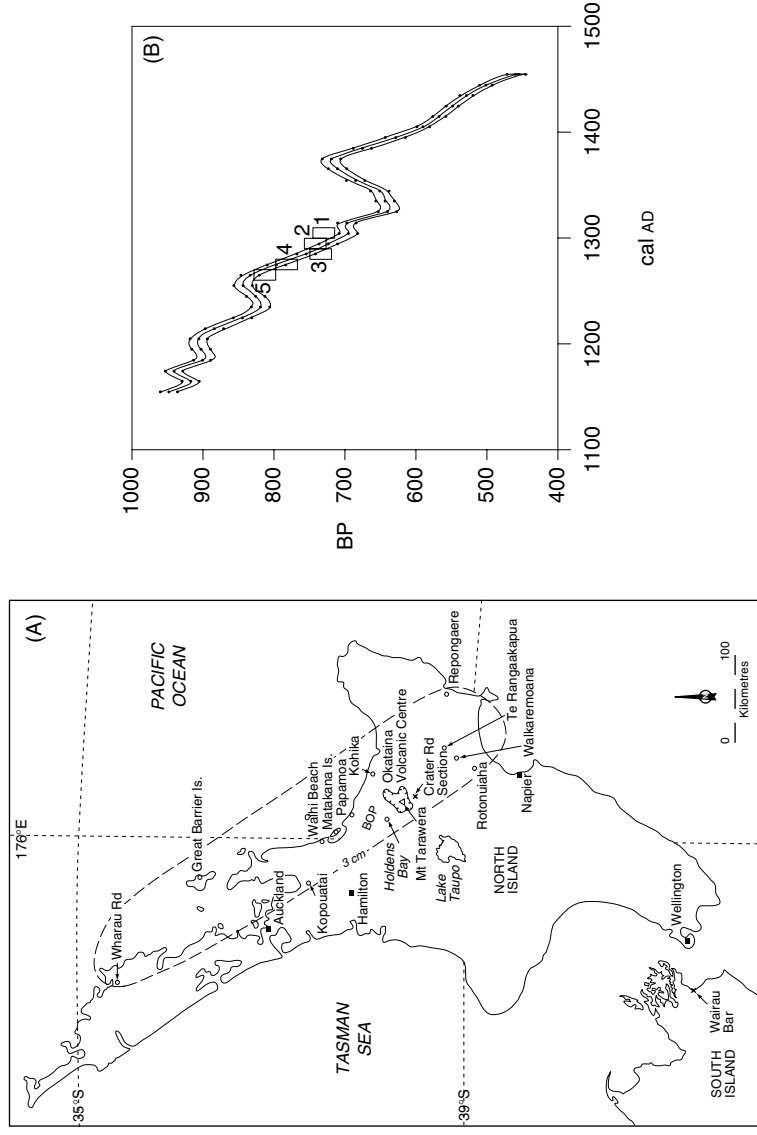 (A)
176°E
35°S
39°S
PACIFIC
OCEAN
TASMAN
SEA
Wharau Rd
Great Barrier Is.
Auckland
Kopouatai
Hamilton
Waihi Beach
Matakana Is.
Papamoa
Kohika
BOP
3 cm
Okataina
Volcanic Centre
Holdens
Bay
Mt Tarawera
Crater Rd
Section
Lake
Taupo
NORTH
ISLAND
Repongaere
Te Rangaakapua
Walkaremoana
Rotonuiaha
Napier
Wellington
Wairau
Bar
SOUTH
ISLAND
0 100
Kilometres
(B)
BP
1000
900
800
700
600
500
400
5
4
3
2
1
1100 1200 1300 1400 1500
cal AD